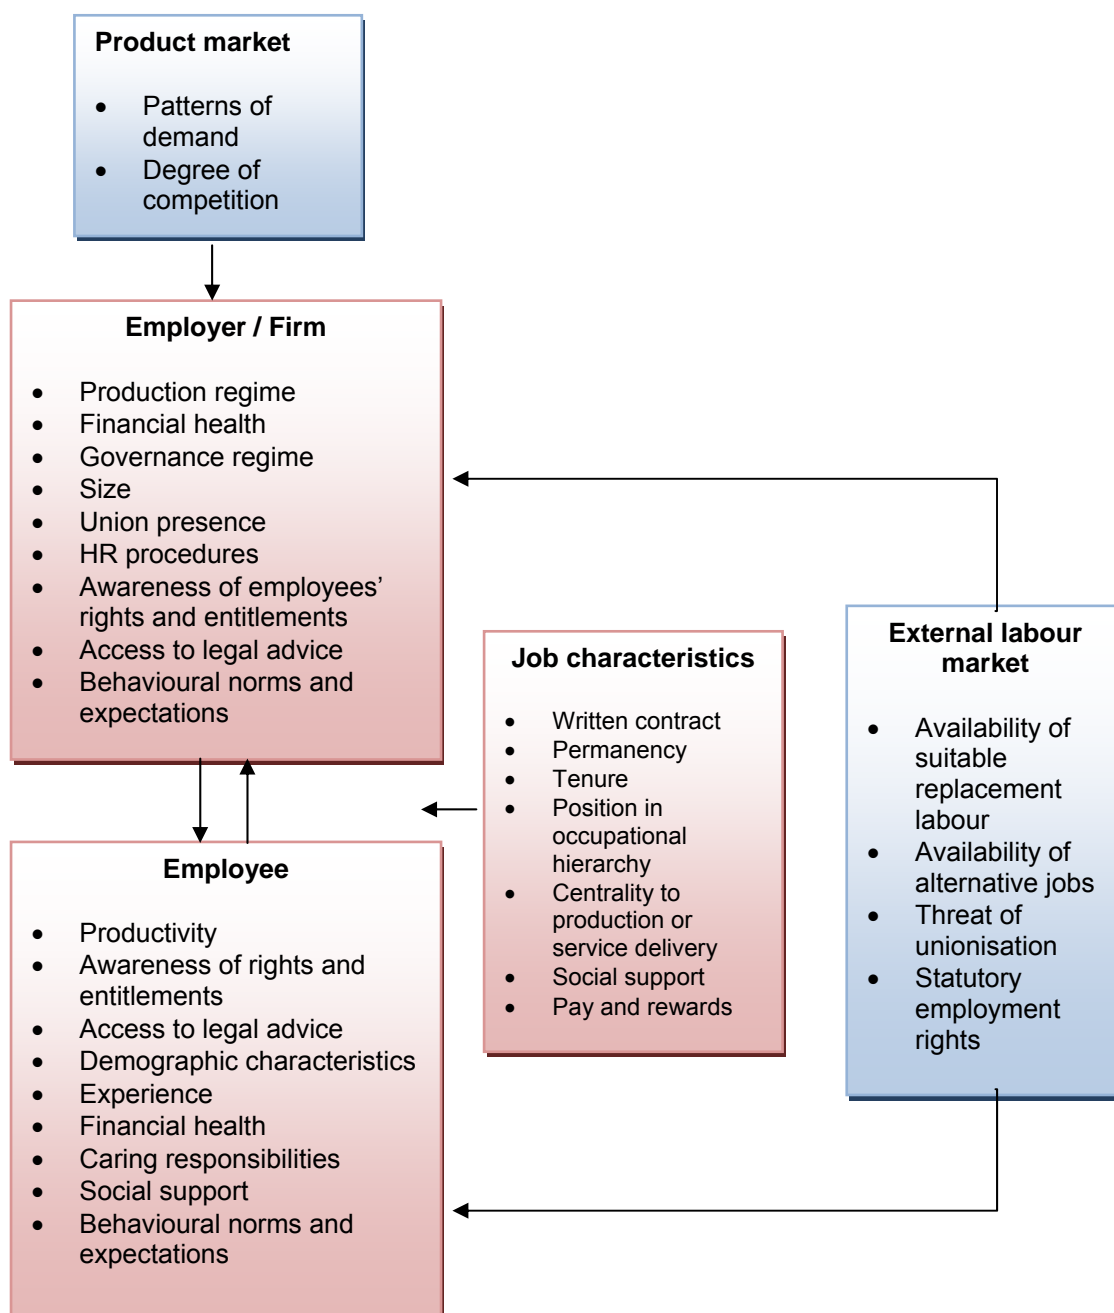 Product market
• Patterns of
demand
• Degree of
competition
Employer / Firm
• Production regime
• Financial health
• Governance regime
• Size
• Union presence
• HR procedures
• Awareness of employees’
rights and entitlements
• Access to legal advice
• Behavioural norms and
expectations
Job characteristics
• Written contract
• Permanency
• Tenure
• Position in
occupational
hierarchy
• Centrality to
production or
service delivery
• Social support
• Pay and rewards
External labour
market
• Availability of
suitable
replacement
labour
• Availability of
alternative jobs
• Threat of
unionisation
• Statutory
employment
rights
Employee
• Productivity
• Awareness of rights and
entitlements
• Access to legal advice
• Demographic characteristics
• Experience
• Financial health
• Caring responsibilities
• Social support
• Behavioural norms and
expectations